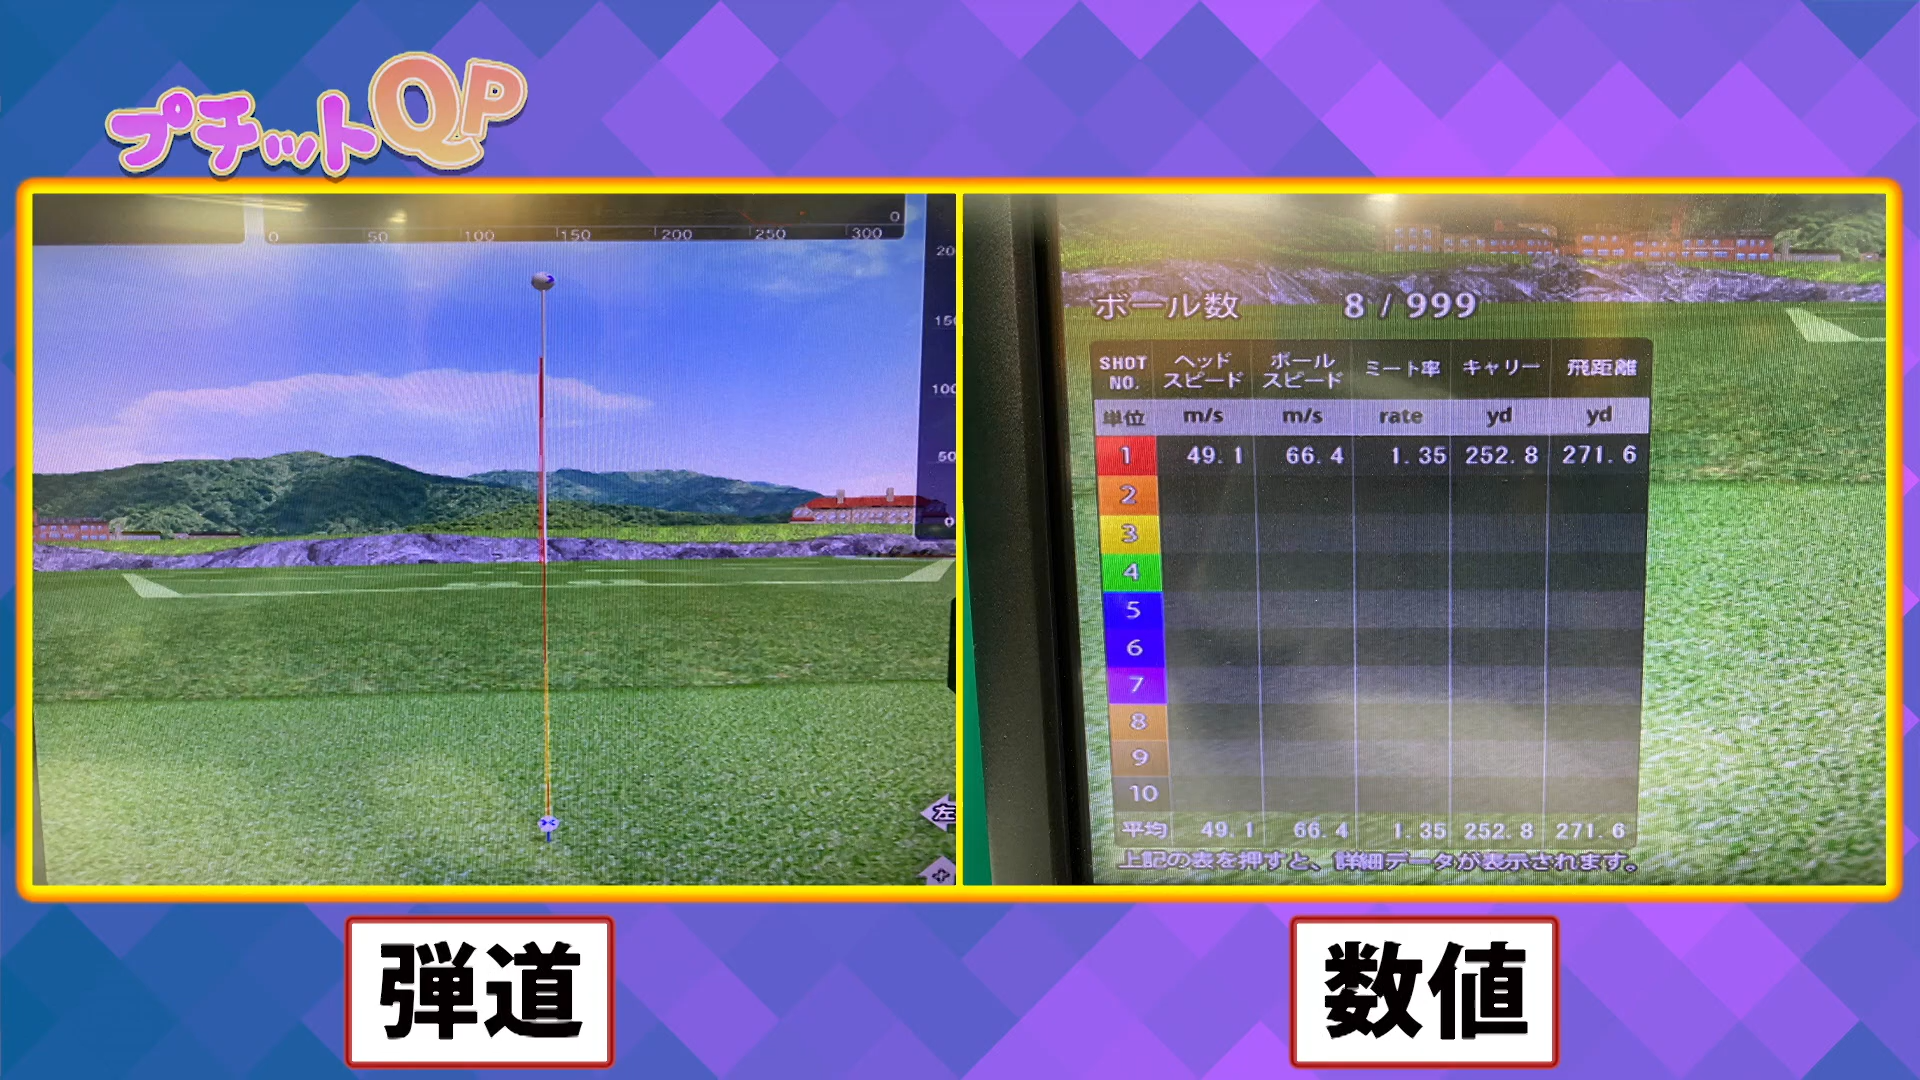 プチットQP
0
0 50 100 150 200 250 300
200
150
100
50
0
左
ボール数 8 / 999
SHOT NO. ヘッドスピード ボールスピード ミート率 キャリー 飛距離
単位 m/s m/s rate yd yd
1 49.1 66.4 1.35 252.8 271.6
2
3
4
5
6
7
8
9
10
平均 49.1 66.4 1.35 252.8 271.6
上記の表を押すと、詳細データが表示されます。
弾道
数値